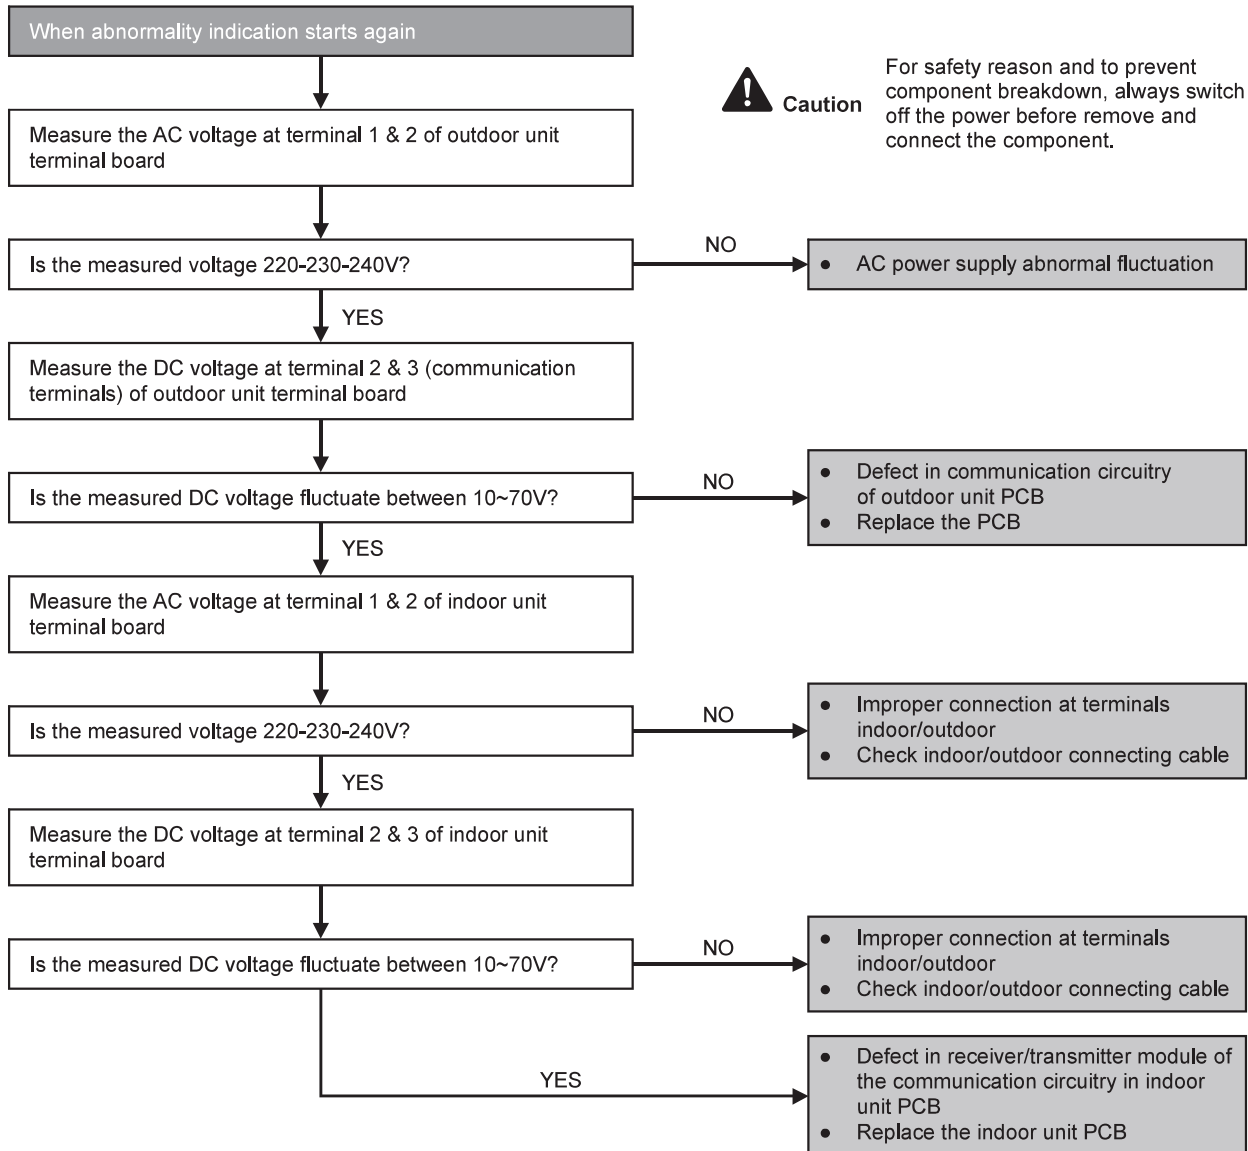 When abnormality indication starts again
Caution
For safety reason and to prevent
component breakdown, always switch
off the power before remove and
connect the component.
Measure the AC voltage at terminal 1 & 2 of outdoor unit
terminal board
Is the measured voltage 220-230-240V?
NO
● AC power supply abnormal fluctuation
YES
Measure the DC voltage at terminal 2 & 3 (communication
terminals) of outdoor unit terminal board
Is the measured DC voltage fluctuate between 10~70V?
NO
● Defect in communication circuitry
of outdoor unit PCB
● Replace the PCB
YES
Measure the AC voltage at terminal 1 & 2 of indoor unit
terminal board
Is the measured voltage 220-230-240V?
NO
● Improper connection at terminals
indoor/outdoor
● Check indoor/outdoor connecting cable
YES
Measure the DC voltage at terminal 2 & 3 of indoor unit
terminal board
Is the measured DC voltage fluctuate between 10~70V?
NO
● Improper connection at terminals
indoor/outdoor
● Check indoor/outdoor connecting cable
YES
● Defect in receiver/transmitter module of
the communication circuitry in indoor
unit PCB
● Replace the indoor unit PCB